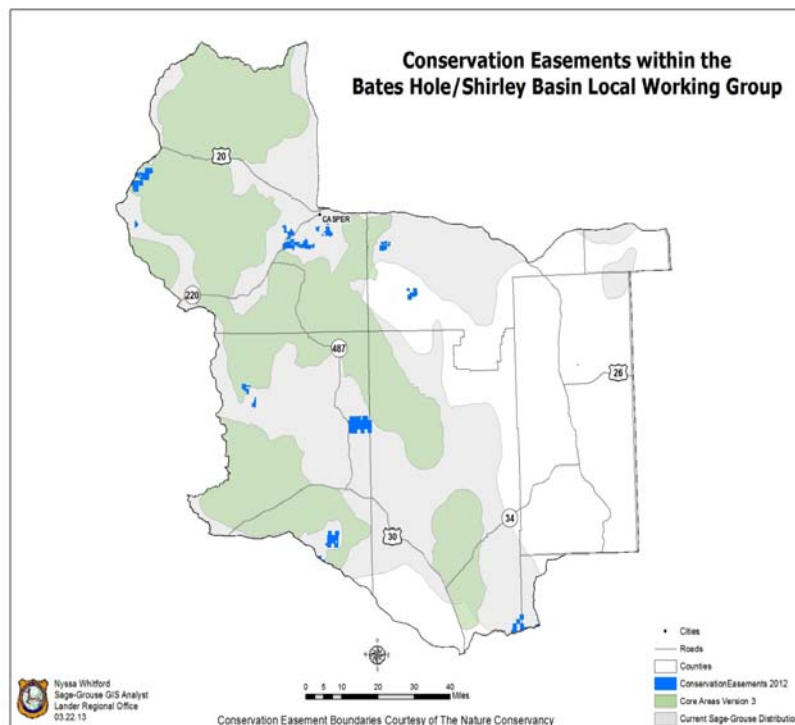 Conservation Easements within the
Bates Hole/Shirley Basin Local Working Group
20
CASPER
220
487
26
34
30
Cities
Roads
Counties
ConservationEasements 2012
Core Areas Version 3
Current Sage-Grouse Distributio
Nyssa Whitford
Sage-Grouse GIS Analyst
Lander Regional Office
03.22.13
0 5 10 20 30 40
Miles
Conservation Easement Boundaries Courtesy of The Nature Conservancy